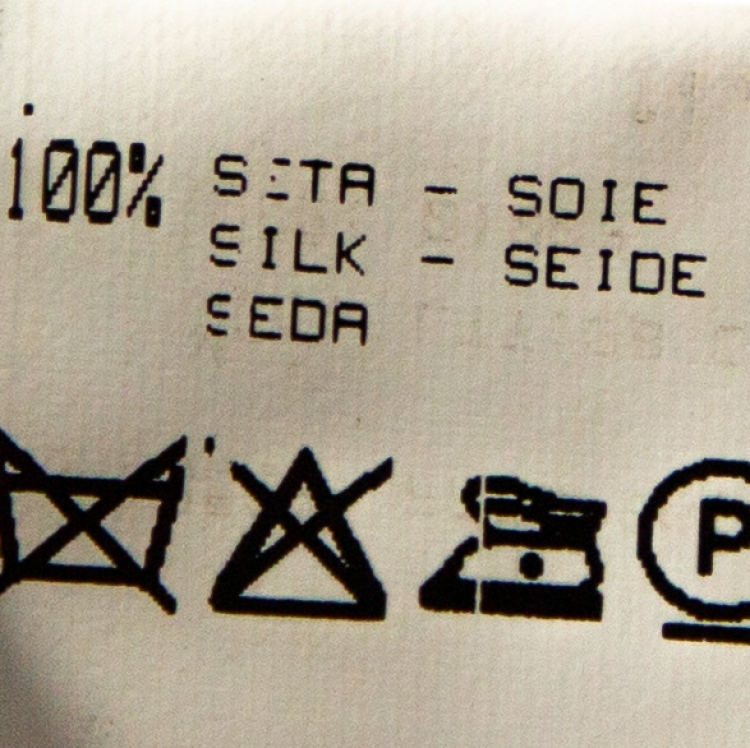 100% SETA - SOIE
SILK - SEIDE
SEDA
P